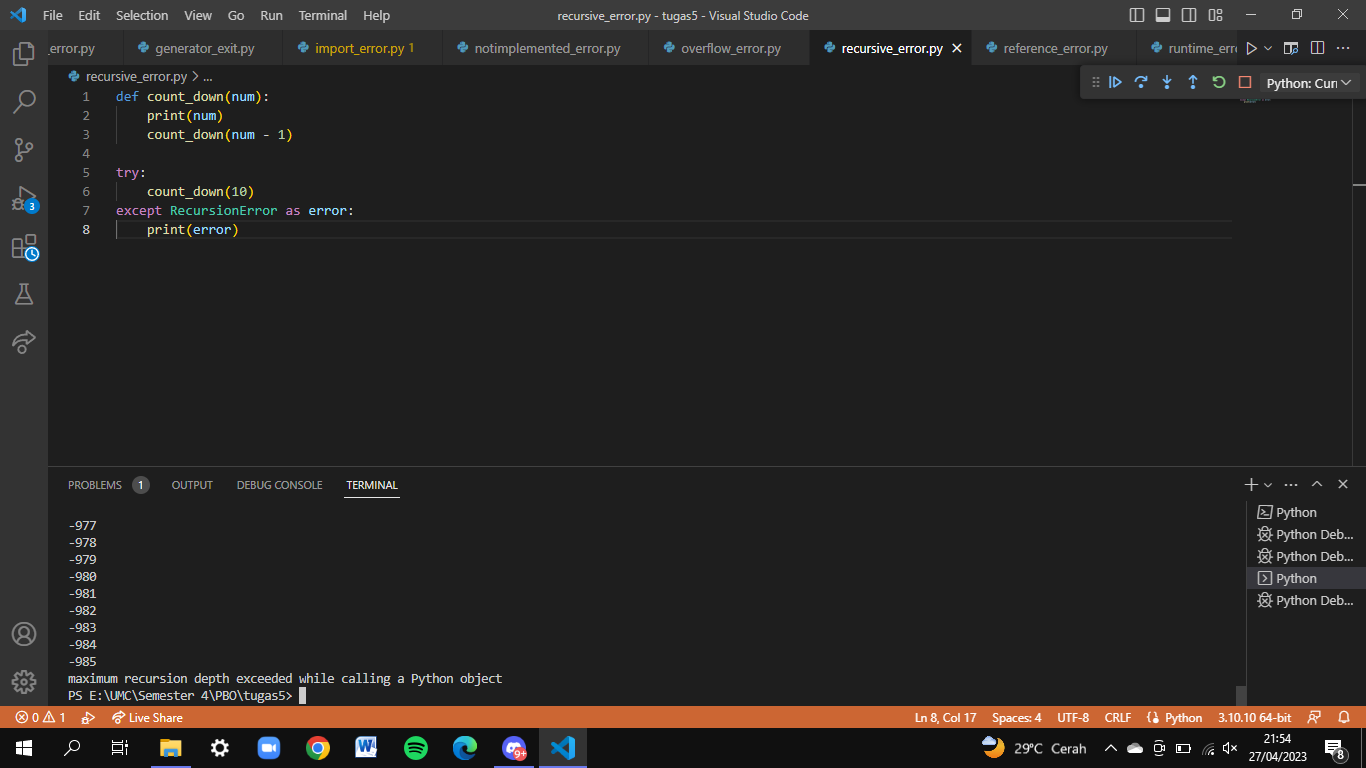 File Edit Selection View Go Run Terminal Help recursive_error.py - tugas5 - Visual Studio Code
_error.py generator_exit.py import_error.py 1 notimplemented_error.py overflow_error.py recursive_error.py reference_error.py runtime_erro
recursive_error.py > ...
Python: Curr
1 def count_down(num):
2 print(num)
3 count_down(num - 1)
4
5 try:
6 count_down(10)
7 except RecursionError as error:
8 print(error)
3
PROBLEMS 1 OUTPUT DEBUG CONSOLE TERMINAL
-977
-978
-979
-980
-981
-982
-983
-984
-985
maximum recursion depth exceeded while calling a Python object
PS E:\UMC\Semester 4\PBO\tugas5>
Python
Python Deb...
Python Deb...
Python
Python Deb...
0 1 Live Share Ln 8, Col 17 Spaces: 4 UTF-8 CRLF Python 3.10.10 64-bit
9+ 29°C Cerah 21:54
27/04/2023 8